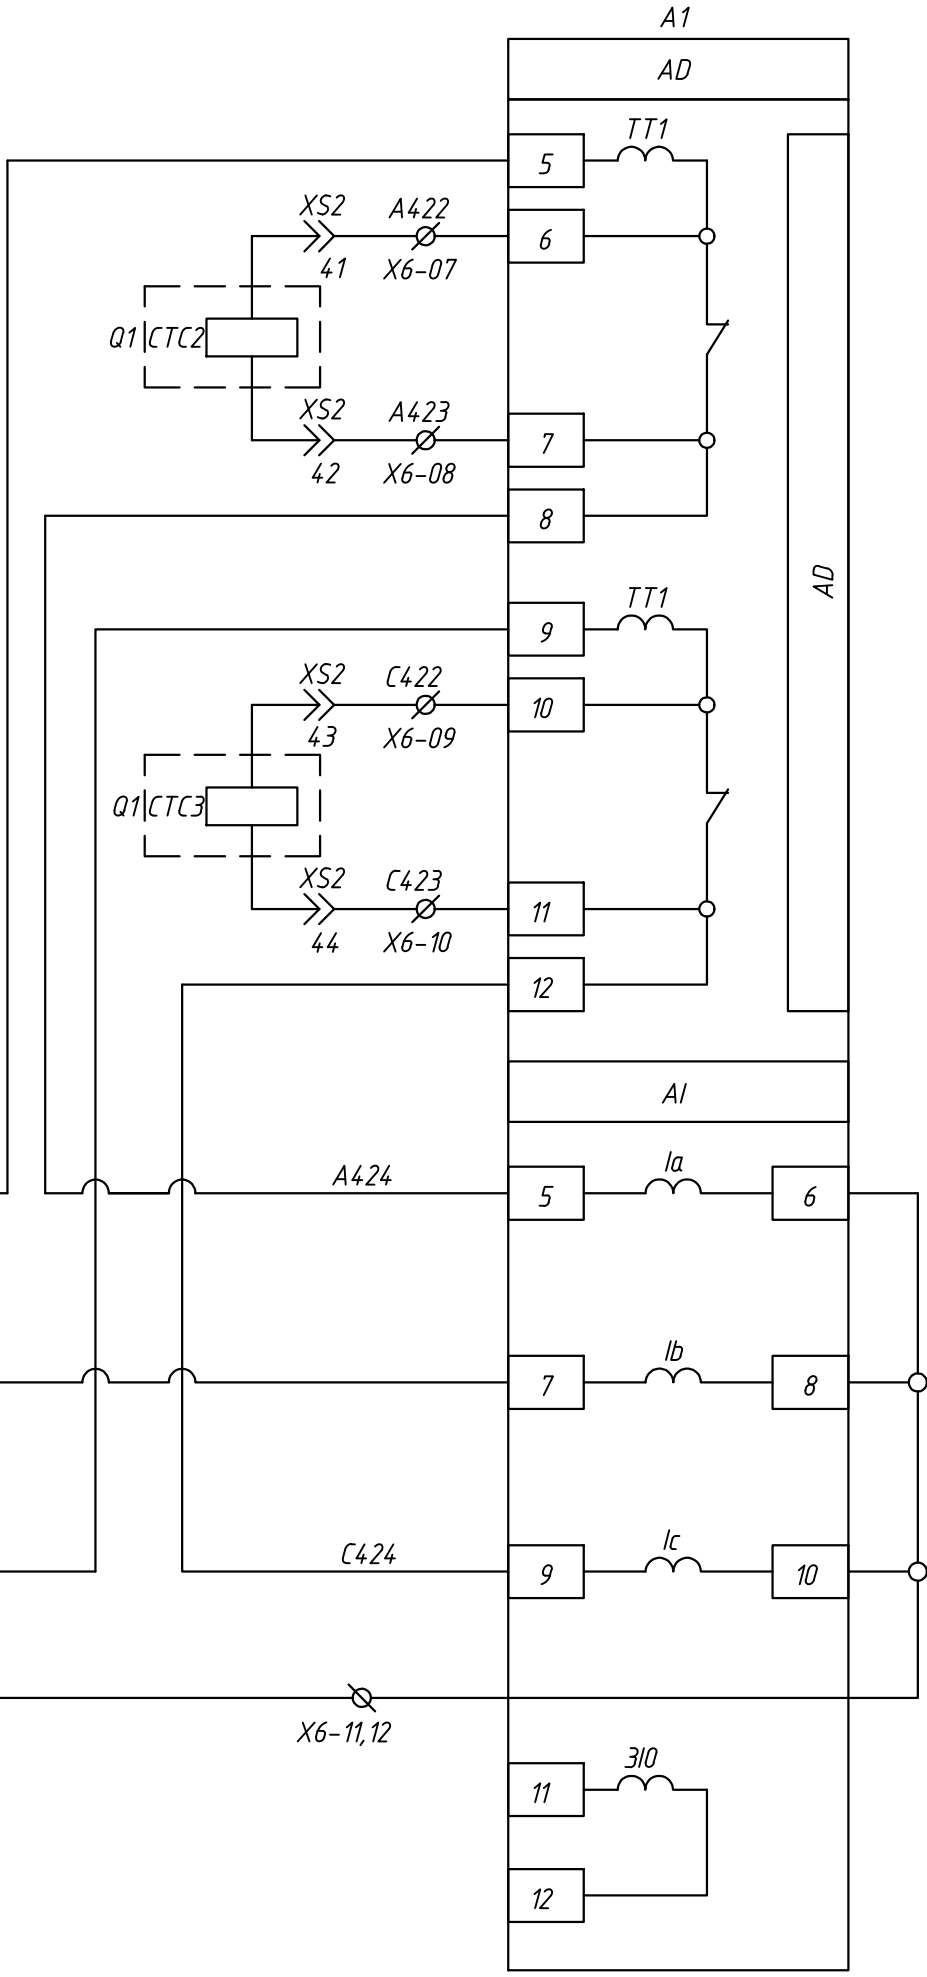 A1
AD
5
TT1
XS2
A422
41
X6-07
6
Q1
CTC2
XS2
A423
42
X6-08
7
8
AD
9
TT1
XS2
C422
43
X6-09
10
Q1
CTC3
XS2
C423
44
X6-10
11
12
AI
A424
5
Ia
6
7
Ib
8
C424
9
Ic
10
X6-11,12
11
3I0
12